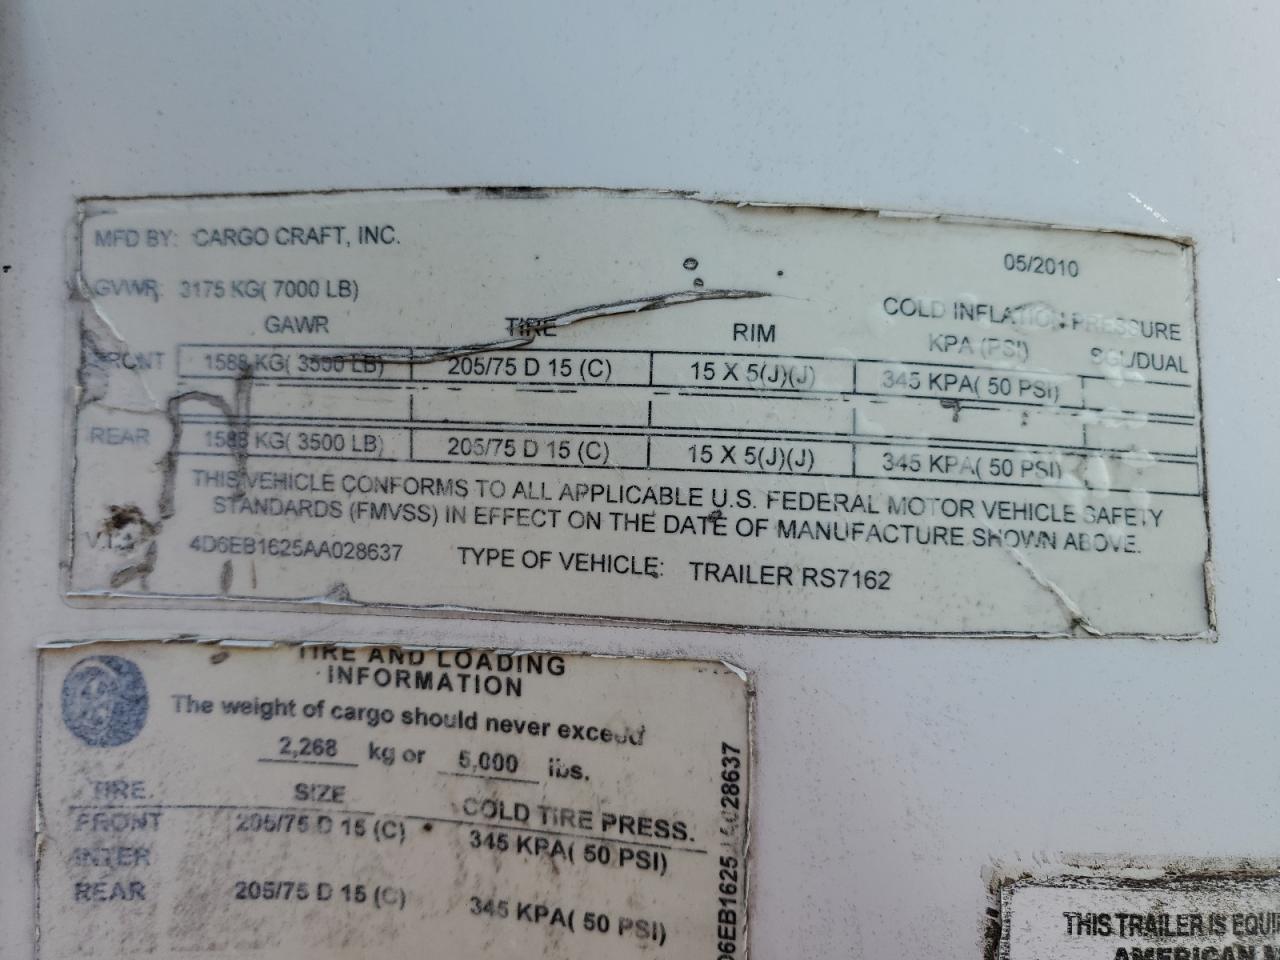 MFD BY: CARGO CRAFT, INC.
05/2010
GVWR 3175 KG( 7000 LB)
GAWR TIRE RIM COLD INFLATION PRESSURE
KPA (PSI) SGL/DUAL
FRONT 1588 KG( 3500 LB) 205/75 D 15 (C) 15 X 5(J)(J) 345 KPA( 50 PSI)
REAR 1588 KG( 3500 LB) 205/75 D 15 (C) 15 X 5(J)(J) 345 KPA( 50 PSI)
THIS VEHICLE CONFORMS TO ALL APPLICABLE U.S. FEDERAL MOTOR VEHICLE SAFETY
STANDARDS (FMVSS) IN EFFECT ON THE DATE OF MANUFACTURE SHOWN ABOVE.
4D6EB1625AA028637 TYPE OF VEHICLE: TRAILER RS7162
TIRE AND LOADING
INFORMATION
The weight of cargo should never exceed
2,268 kg or 5,000 lbs.
TIRE SIZE COLD TIRE PRESS.
FRONT 205/75 D 15 (C) 345 KPA( 50 PSI)
INTER
REAR 205/75 D 15 (C) 345 KPA( 50 PSI)
THIS TRAILER IS EQUI
AMERICAN